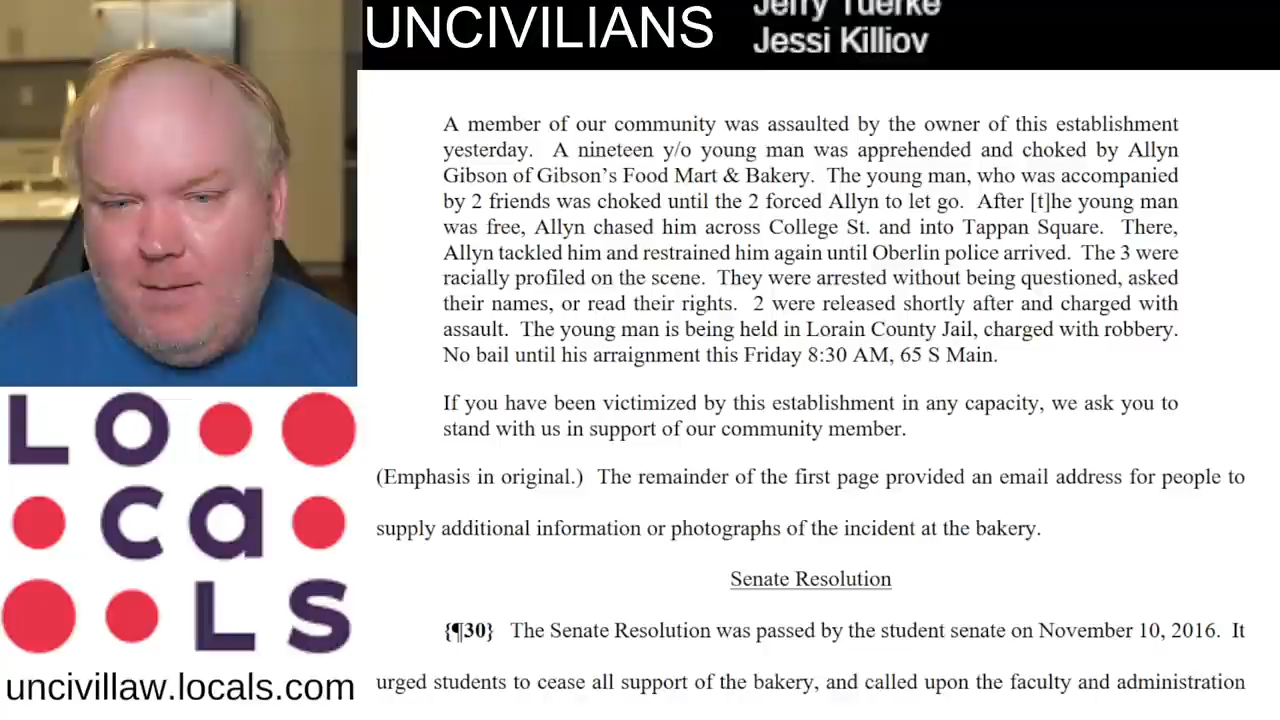 UNCIVILIANS
Jerry Tuerke
Jessi Killiov
A member of our community was assaulted by the owner of this establishment
yesterday. A nineteen y/o young man was apprehended and choked by Allyn
Gibson of Gibson’s Food Mart & Bakery. The young man, who was accompanied
by 2 friends was choked until the 2 forced Allyn to let go. After [t]he young man
was free, Allyn chased him across College St. and into Tappan Square. There,
Allyn tackled him and restrained him again until Oberlin police arrived. The 3 were
racially profiled on the scene. They were arrested without being questioned, asked
their names, or read their rights. 2 were released shortly after and charged with
assault. The young man is being held in Lorain County Jail, charged with robbery.
No bail until his arraignment this Friday 8:30 AM, 65 S Main.
If you have been victimized by this establishment in any capacity, we ask you to
stand with us in support of our community member.
(Emphasis in original.) The remainder of the first page provided an email address for people to
supply additional information or photographs of the incident at the bakery.
Senate Resolution
{¶30} The Senate Resolution was passed by the student senate on November 10, 2016. It
urged students to cease all support of the bakery, and called upon the faculty and administration
LO
ca
LS
uncivillaw.locals.com